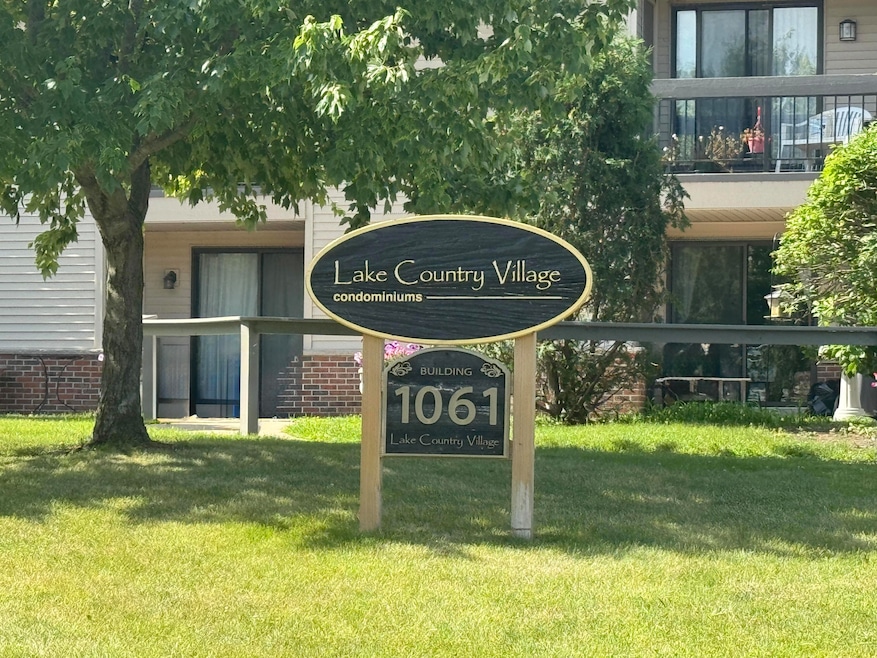 Lake Country Village
condominiums
BUILDING
1061
Lake Country Village